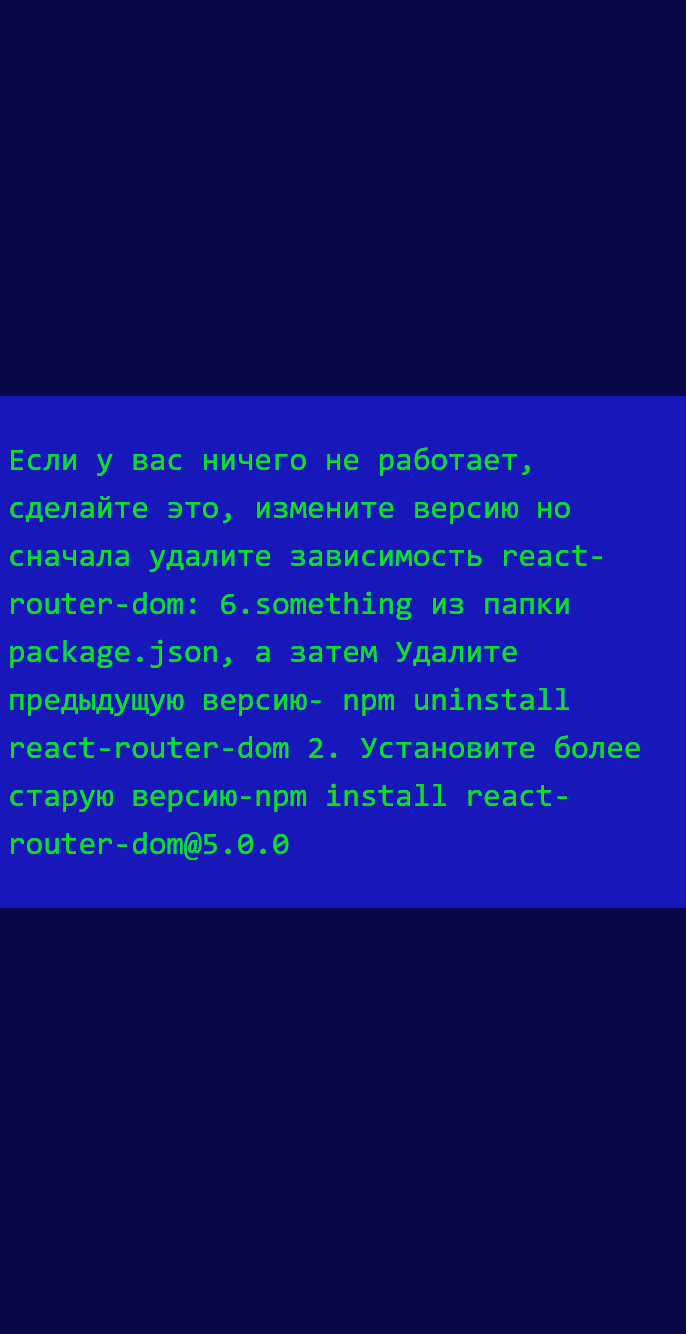 Если у вас ничего не работает,
сделайте это, измените версию но
сначала удалите зависимость react-
router-dom: 6.something из папки
package.json, а затем Удалите
предыдущую версию- npm uninstall
react-router-dom 2. Установите более
старую версию-npm install react-
router-dom@5.0.0